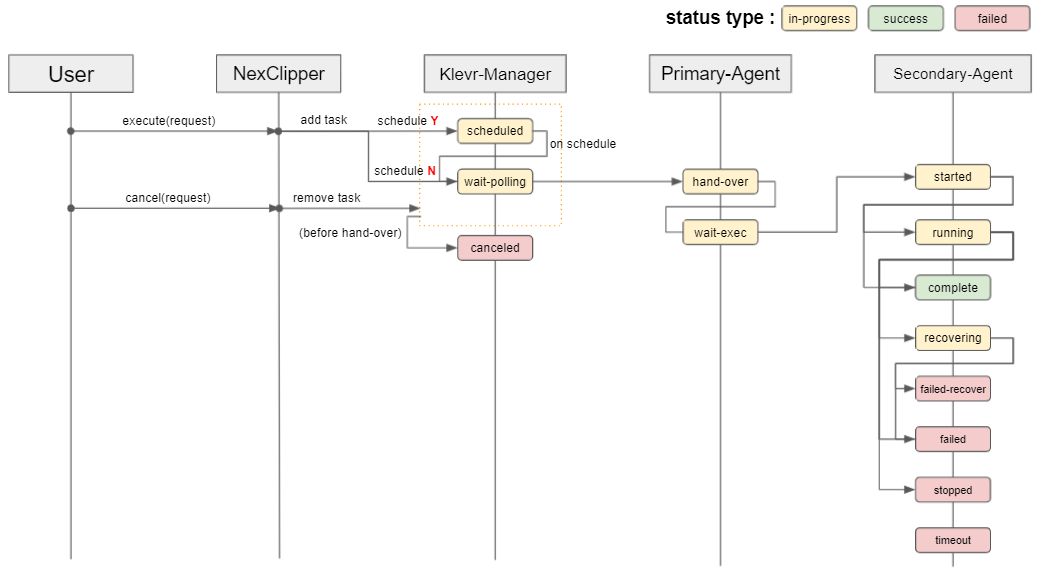 status type :
in-progress
success
failed
User
NexClipper
Klevr-Manager
Primary-Agent
Secondary-Agent
execute(request)
add task
schedule Y
scheduled
on schedule
schedule N
wait-polling
hand-over
started
cancel(request)
remove task
(before hand-over)
canceled
wait-exec
running
complete
recovering
failed-recover
failed
stopped
timeout